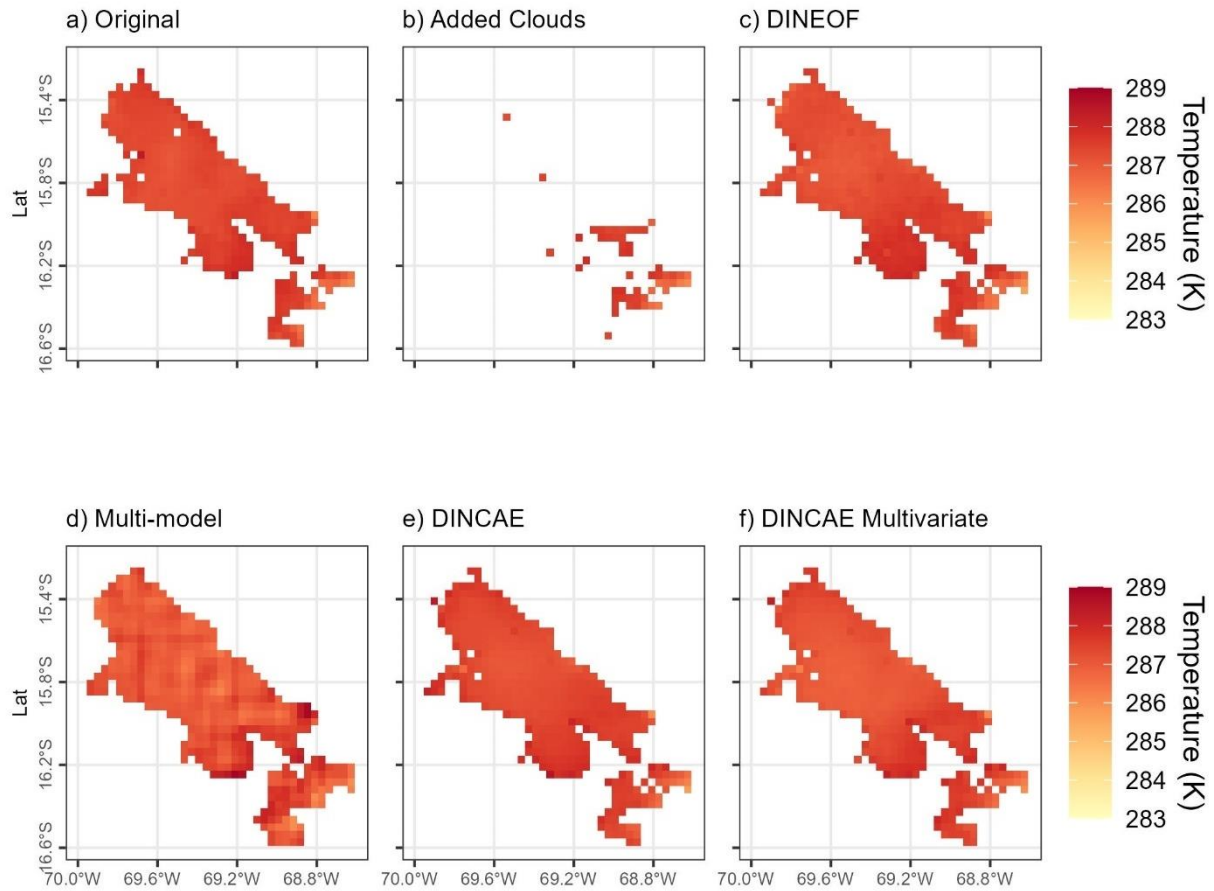 a) Original
b) Added Clouds
c) DINEOF
Lat
15.4°S
15.8°S
16.2°S
16.6°S
289
288
287
286
285
284
283
Temperature (K)
d) Multi-model
e) DINCAE
f) DINCAE Multivariate
Lat
15.4°S
15.8°S
16.2°S
16.6°S
70.0°W 69.6°W 69.2°W 68.8°W
70.0°W 69.6°W 69.2°W 68.8°W
70.0°W 69.6°W 69.2°W 68.8°W
289
288
287
286
285
284
283
Temperature (K)